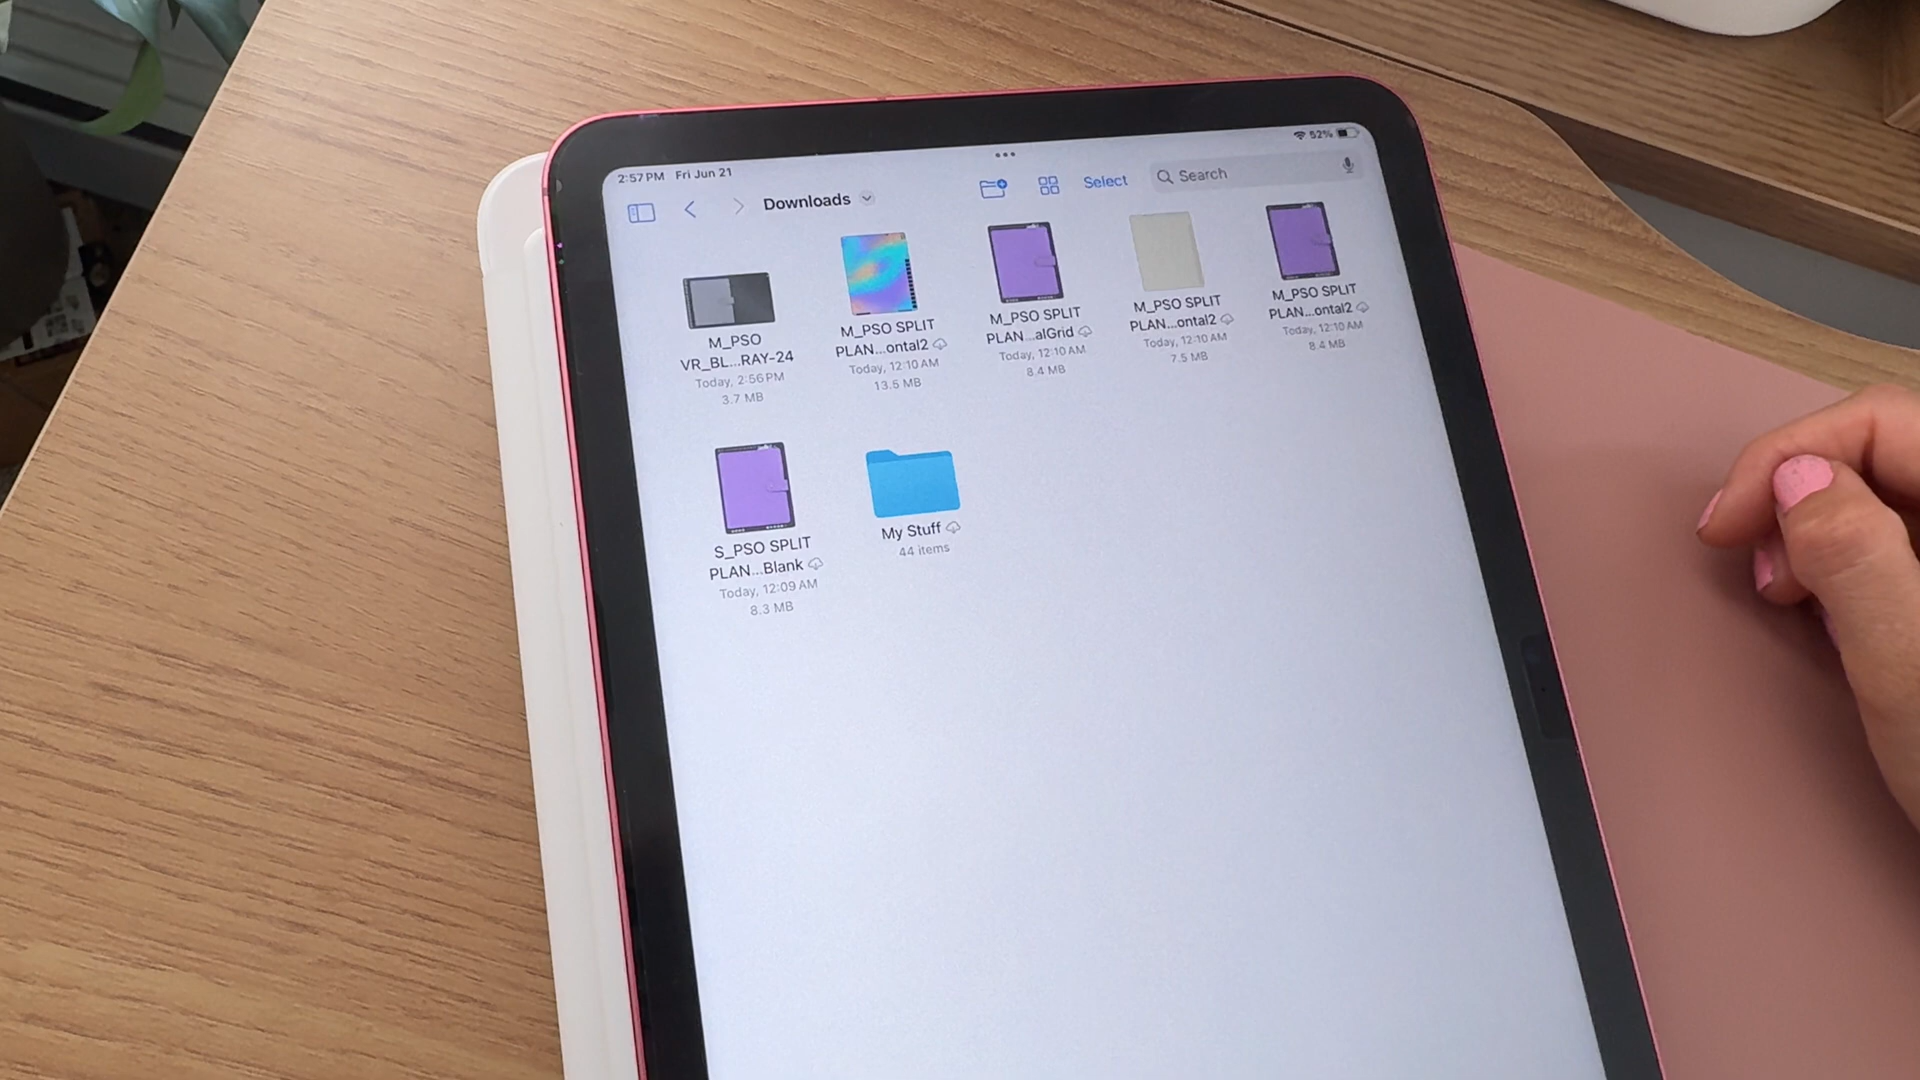 2:57 PM Fri Jun 21
52%
Downloads
Select
Search
M_PSO
VR_BL...RAY-24
Today, 2:56 PM
3.7 MB
M_PSO SPLIT
PLAN...ontal2
Today, 12:10 AM
13.5 MB
M_PSO SPLIT
PLAN...alGrid
Today, 12:10 AM
8.4 MB
M_PSO SPLIT
PLAN...ontal2
Today, 12:10 AM
7.5 MB
M_PSO SPLIT
PLAN...ontal2
Today, 12:10 AM
8.4 MB
S_PSO SPLIT
PLAN...Blank
Today, 12:09 AM
8.3 MB
My Stuff
44 items